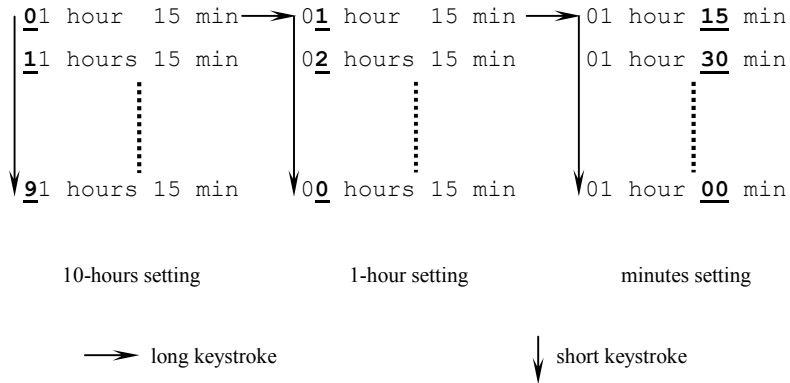 01 hour 15 min 01 hour 15 min 01 hour 15 min
11 hours 15 min 02 hours 15 min 01 hour 30 min
91 hours 15 min 00 hours 15 min 01 hour 00 min
10-hours setting 1-hour setting minutes setting
long keystroke short keystroke